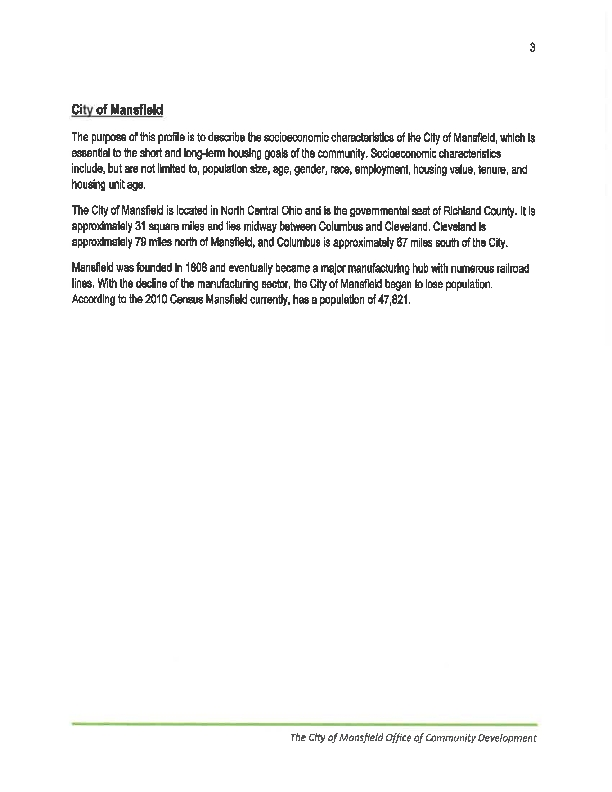 3
City of Mansfield
The purpose of this profile is to describe the socioeconomic characteristics of the City of Mansfield, which is
essential to the short and long-term housing goals of the community. Socioeconomic characteristics
include, but are not limited to, population size, age, gender, race, employment, housing value, tenure, and
housing unit age.
The City of Mansfield is located in North Central Ohio and is the governmental seat of Richland County. It is
approximately 31 square miles and lies midway between Columbus and Cleveland. Cleveland is
approximately 79 miles north of Mansfield, and Columbus is approximately 67 miles south of the City.
Mansfield was founded in 1808 and eventually became a major manufacturing hub with numerous railroad
lines. With the decline of the manufacturing sector, the City of Mansfield began to lose population.
According to the 2010 Census Mansfield currently, has a population of 47,821.
The City of Mansfield Office of Community Development